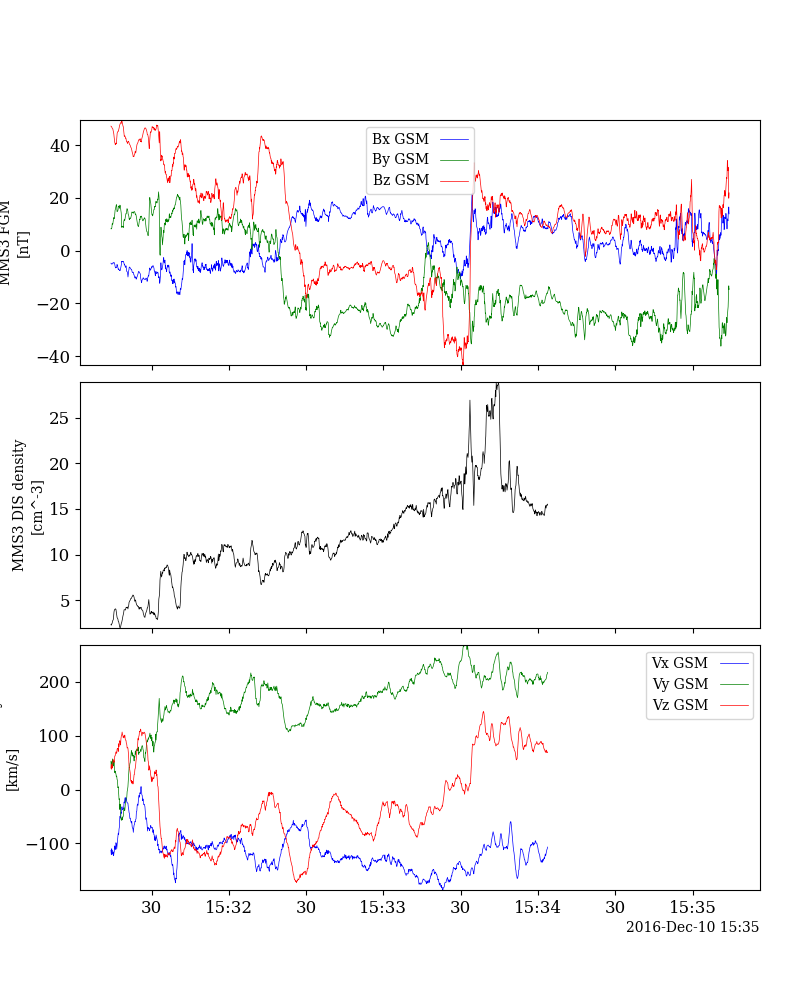 40
20
0
−20
−40
MMS3 FGM
[nT]
Bx GSM
By GSM
Bz GSM
25
20
15
10
5
MMS3 DIS density
[cm^-3]
200
100
0
−100
[km/s]
Vx GSM
Vy GSM
Vz GSM
30 15:32 30 15:33 30 15:34 30 15:35
2016-Dec-10 15:35